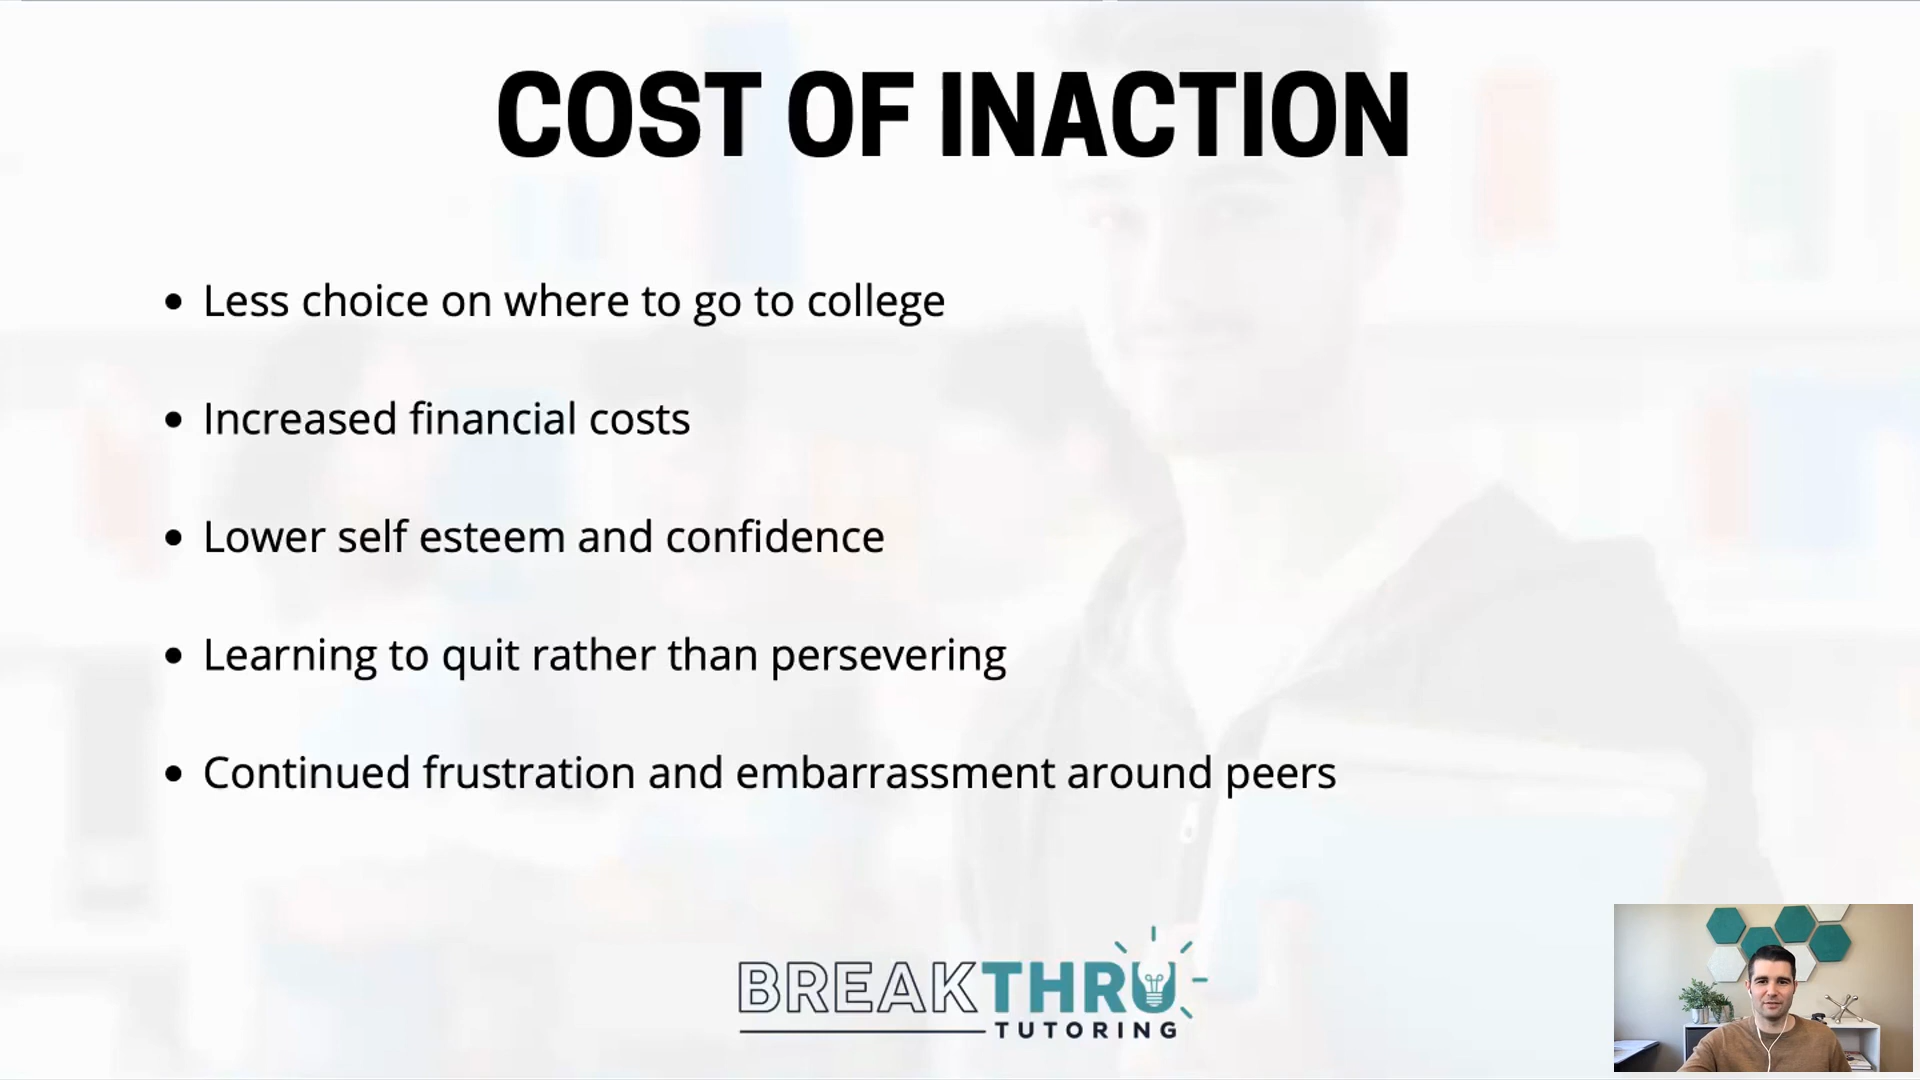 COST OF INACTION
Less choice on where to go to college
Increased financial costs
Lower self esteem and confidence
Learning to quit rather than persevering
Continued frustration and embarrassment around peers
BREAKTHRU
TUTORING